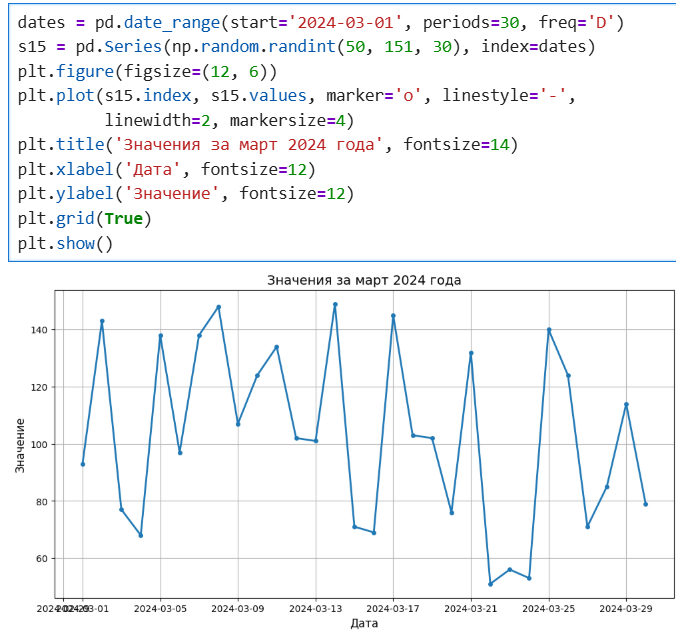 dates = pd.date_range(start='2024-03-01', periods=30, freq='D')
s15 = pd.Series(np.random.randint(50, 151, 30), index=dates)
plt.figure(figsize=(12, 6))
plt.plot(s15.index, s15.values, marker='o', linestyle='-',
         linewidth=2, markersize=4)
plt.title('Значения за март 2024 года', fontsize=14)
plt.xlabel('Дата', fontsize=12)
plt.ylabel('Значение', fontsize=12)
plt.grid(True)
plt.show()
Значения за март 2024 года
Значение
140
120
100
80
60
2024-03-01 2024-03-05 2024-03-09 2024-03-13 2024-03-17 2024-03-21 2024-03-25 2024-03-29
Дата